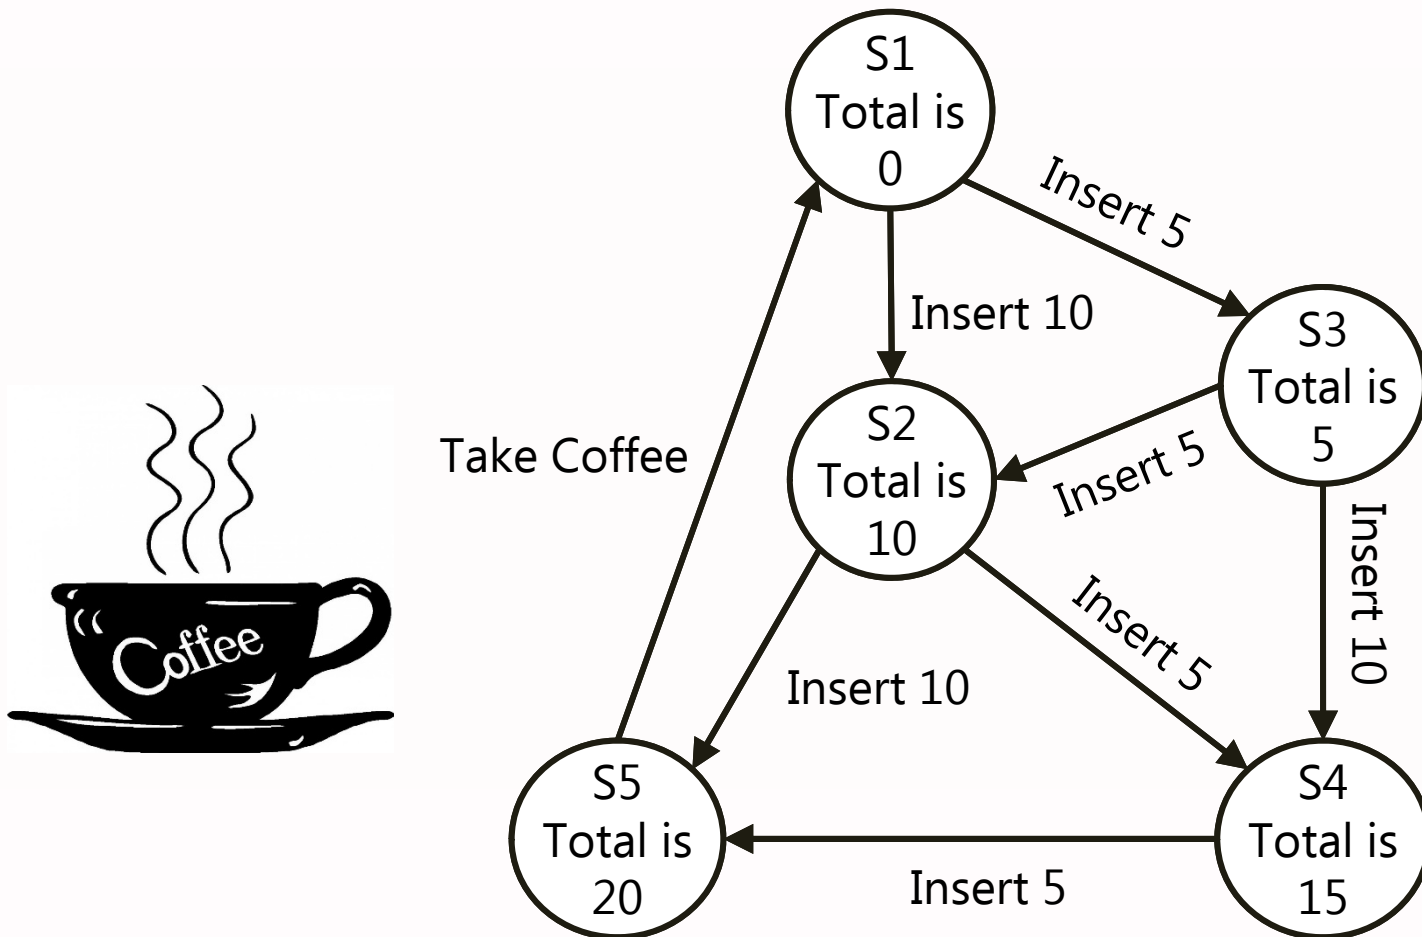 S1
Total is
0
Insert 5
Insert 10
S3
Total is
5
S2
Total is
10
Take Coffee
Insert 5
Insert 10
Coffee
Insert 5
Insert 10
S5
Total is
20
S4
Total is
15
Insert 5